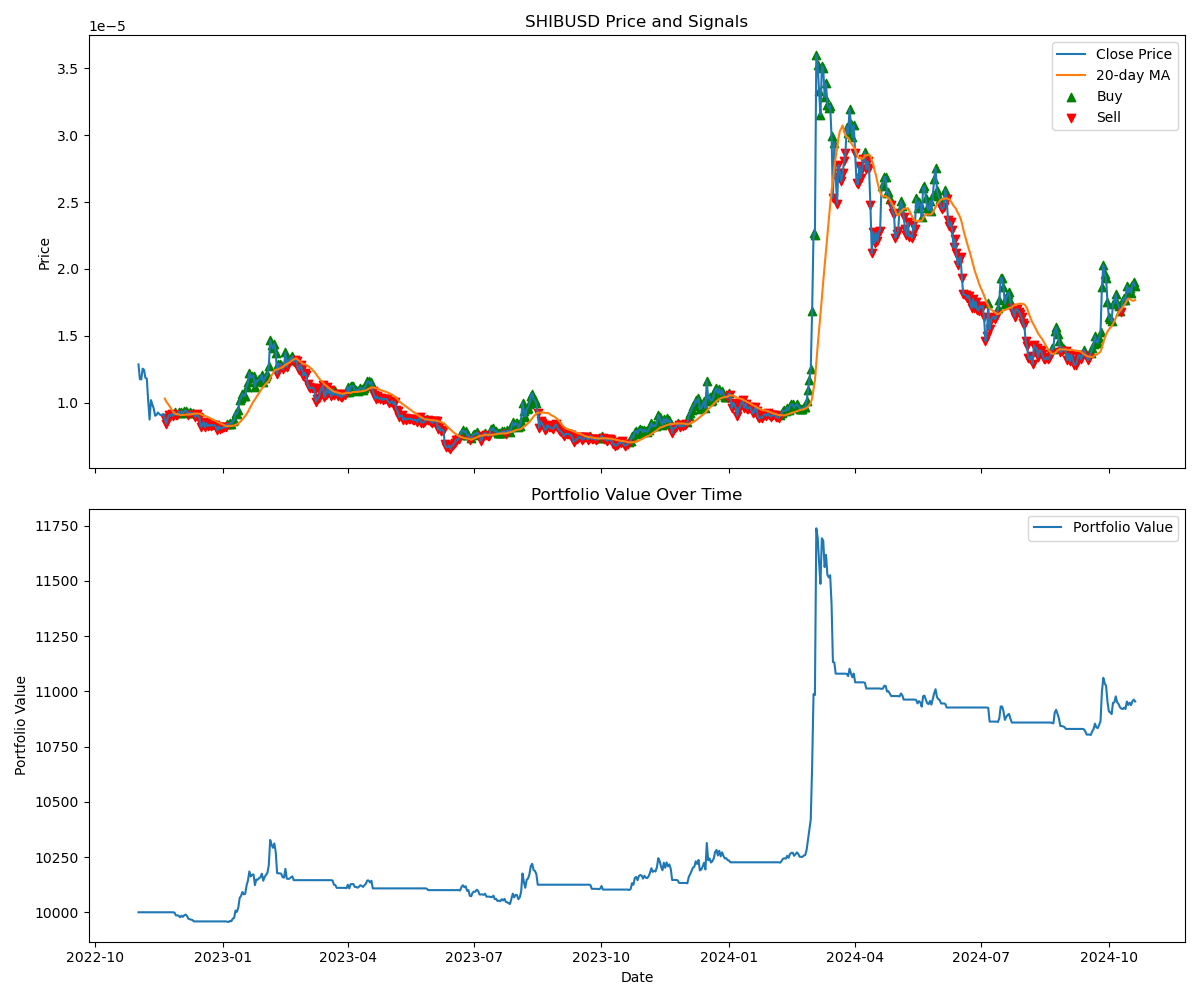 SHIBUSD Price and Signals
1e−5
3.5
3.0
2.5
2.0
1.5
1.0
Price
Close Price
20-day MA
Buy
Sell
Portfolio Value Over Time
11750
11500
11250
11000
10750
10500
10250
10000
Portfolio Value
Portfolio Value
2022-10
2023-01
2023-04
2023-07
2023-10
2024-01
2024-04
2024-07
2024-10
Date